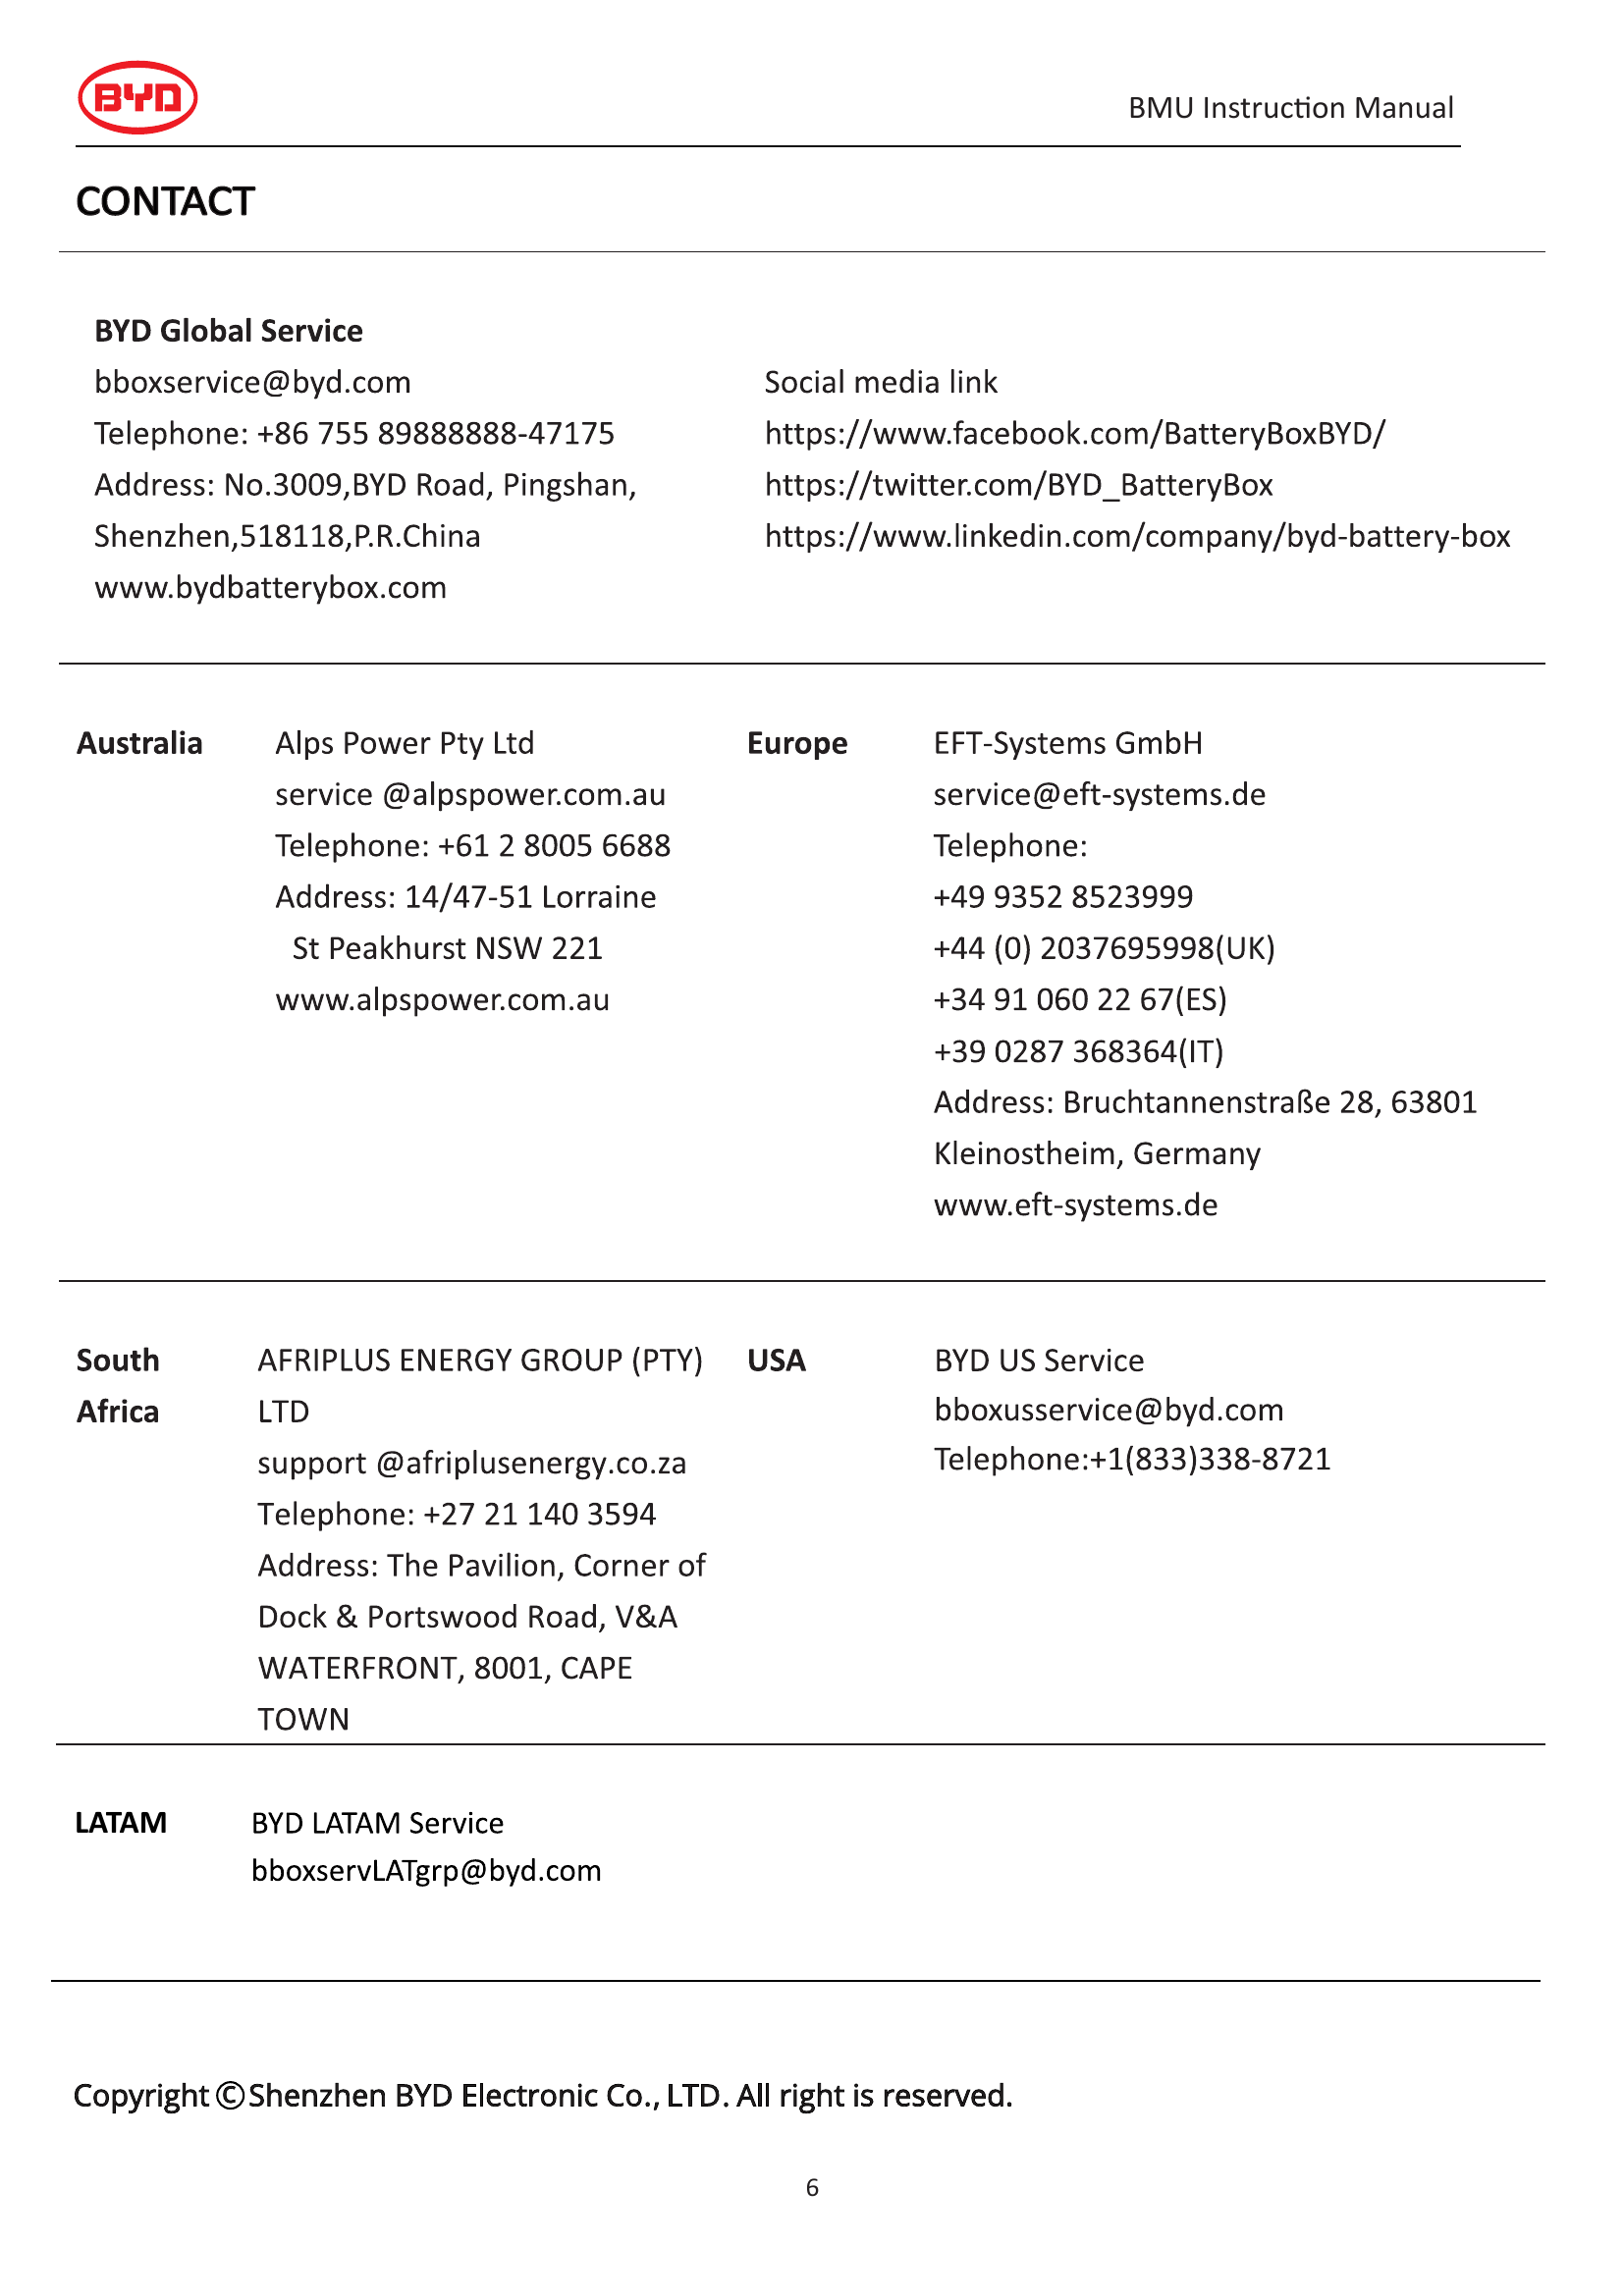 BYD
BMU Instruction Manual
CONTACT
BYD Global Service
bboxservice@byd.com
Telephone: +86 755 89888888-47175
Address: No.3009,BYD Road, Pingshan,
Shenzhen,518118,P.R.China
www.bydbatterybox.com
Social media link
https://www.facebook.com/BatteryBoxBYD/
https://twitter.com/BYD_BatteryBox
https://www.linkedin.com/company/byd-battery-box
Australia
Alps Power Pty Ltd
service @alpspower.com.au
Telephone: +61 2 8005 6688
Address: 14/47-51 Lorraine
St Peakhurst NSW 221
www.alpspower.com.au
Europe
EFT-Systems GmbH
service@eft-systems.de
Telephone:
+49 9352 8523999
+44 (0) 2037695998(UK)
+34 91 060 22 67(ES)
+39 0287 368364(IT)
Address: Bruchtannenstraße 28, 63801
Kleinostheim, Germany
www.eft-systems.de
South
Africa
AFRIPLUS ENERGY GROUP (PTY)
LTD
support @afriplusenergy.co.za
Telephone: +27 21 140 3594
Address: The Pavilion, Corner of
Dock & Portswood Road, V&A
WATERFRONT, 8001, CAPE
TOWN
USA
BYD US Service
bboxusservice@byd.com
Telephone:+1(833)338-8721
LATAM
BYD LATAM Service
bboxservLATgrp@byd.com
Copyright ©Shenzhen BYD Electronic Co., LTD. All right is reserved.
6